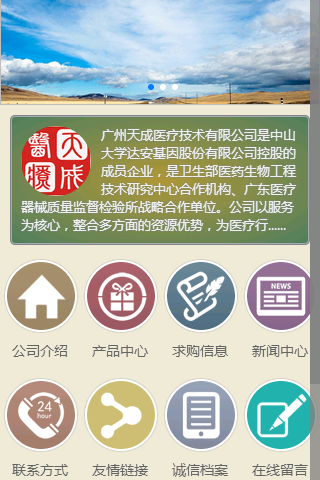 天成
醫療
广州天成医疗技术有限公司是中山
大学达安基因股份有限公司控股的
成员企业，是卫生部医药生物工程
技术研究中心合作机构、广东医疗
器械质量监督检验所战略合作单位。公司以服务
为核心，整合多方面的资源优势，为医疗行......
NEWS
公司介绍 产品中心 求购信息 新闻中心
24
hour
联系方式 友情链接 诚信档案 在线留言